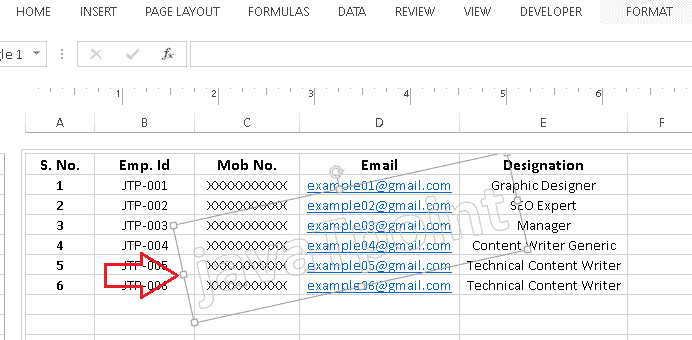 HOME INSERT PAGE LAYOUT FORMULAS DATA REVIEW VIEW DEVELOPER FORMAT
gle 1 fx
1 2 3 4 5 6
A B C D E F
S. No. Emp. Id Mob No. Email Designation
1 JTP-001 XXXXXXXXXX example01@gmail.com Graphic Designer
2 JTP-002 XXXXXXXXXX example02@gmail.com SEO Expert
3 JTP-003 XXXXXXXXXX example03@gmail.com Manager
4 JTP-004 XXXXXXXXXX example04@gmail.com Content Writer Generic
5 JTP-005 XXXXXXXXXX example05@gmail.com Technical Content Writer
6 JTP-006 XXXXXXXXXX example06@gmail.com Technical Content Writer
javaTpoint